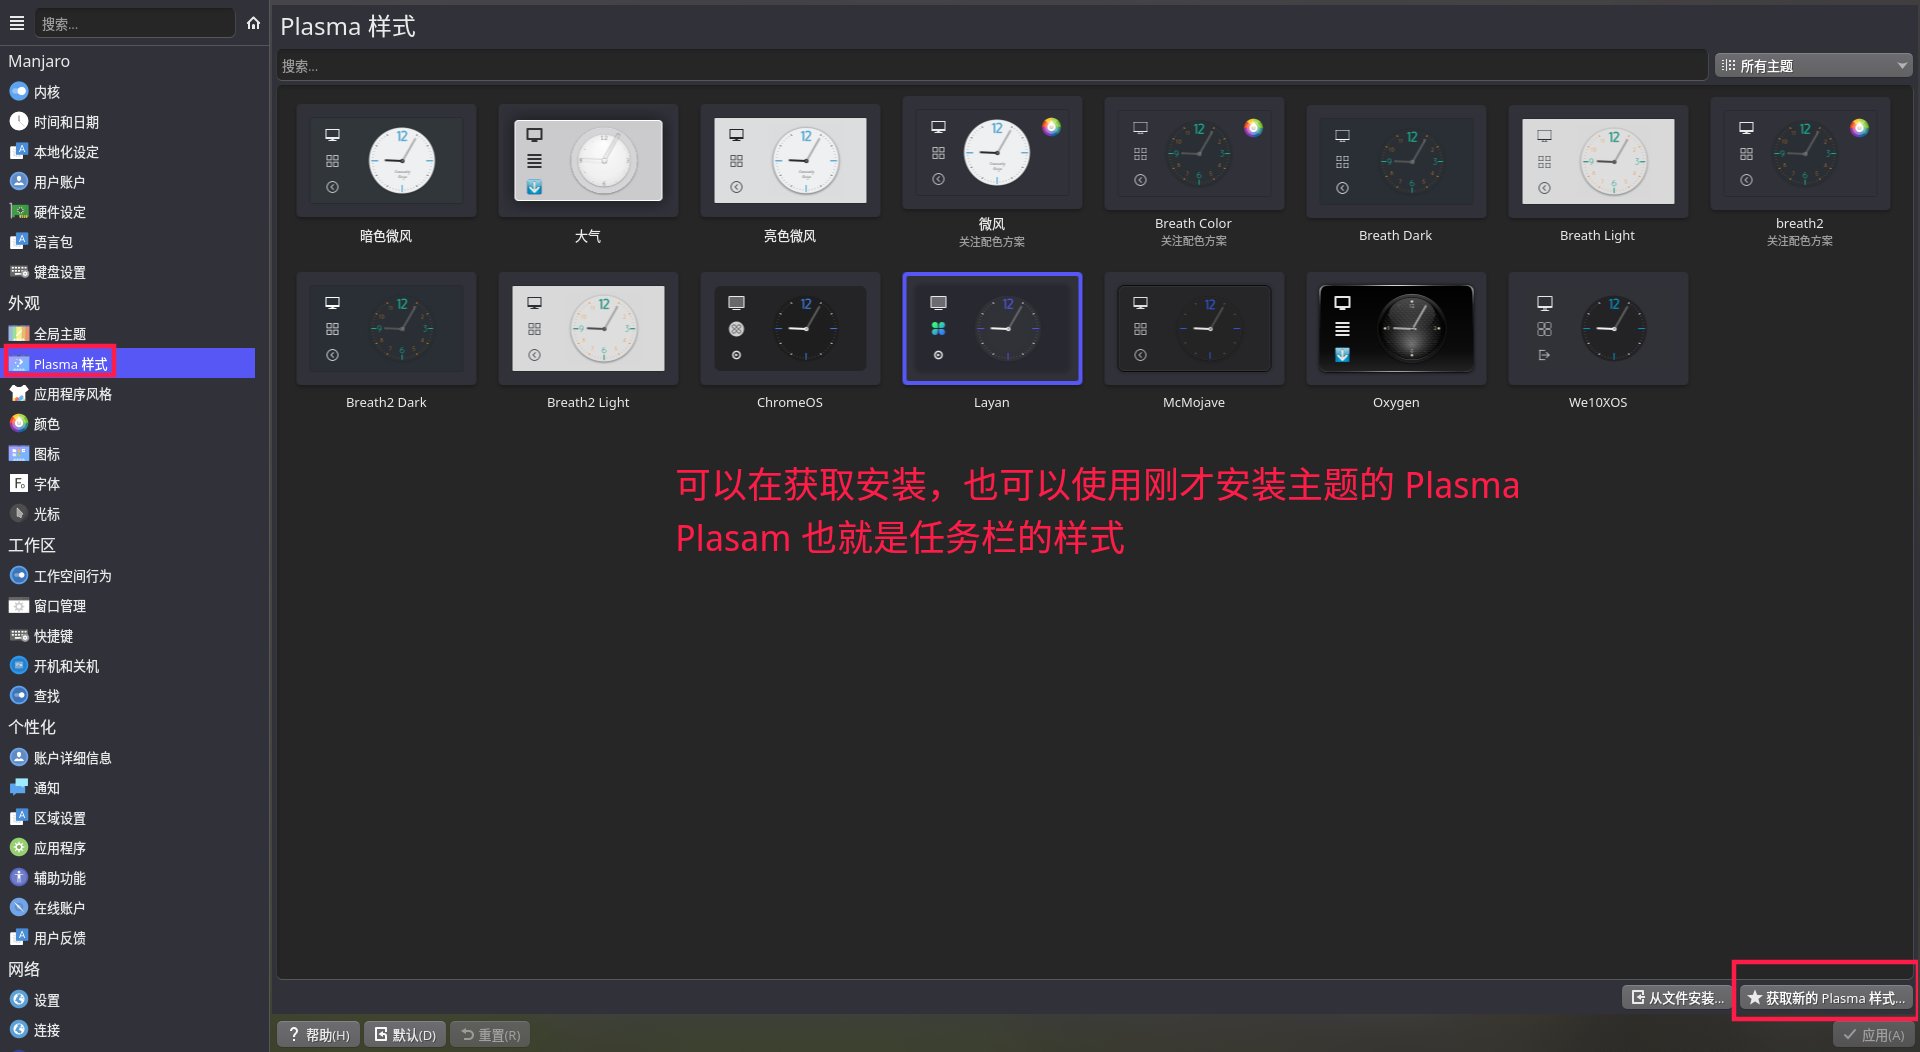 搜索...
Manjaro
内核
时间和日期
本地化设定
用户账户
硬件设定
语言包
键盘设置
外观
全局主题
Plasma 样式
应用程序风格
颜色
图标
字体
光标
工作区
工作空间行为
窗口管理
快捷键
开机和关机
查找
个性化
账户详细信息
通知
区域设置
应用程序
辅助功能
在线账户
用户反馈
网络
设置
连接
Plasma 样式
搜索...
所有主题
暗色微风
大气
亮色微风
微风
关注配色方案
Breath Color
关注配色方案
Breath Dark
Breath Light
breath2
关注配色方案
Breath2 Dark
Breath2 Light
ChromeOS
Layan
McMojave
Oxygen
We10XOS
可以在获取安装，也可以使用刚才安装主题的 Plasma
Plasam 也就是任务栏的样式
从文件安装...
获取新的 Plasma 样式...
帮助(H)
默认(D)
重置(R)
应用(A)